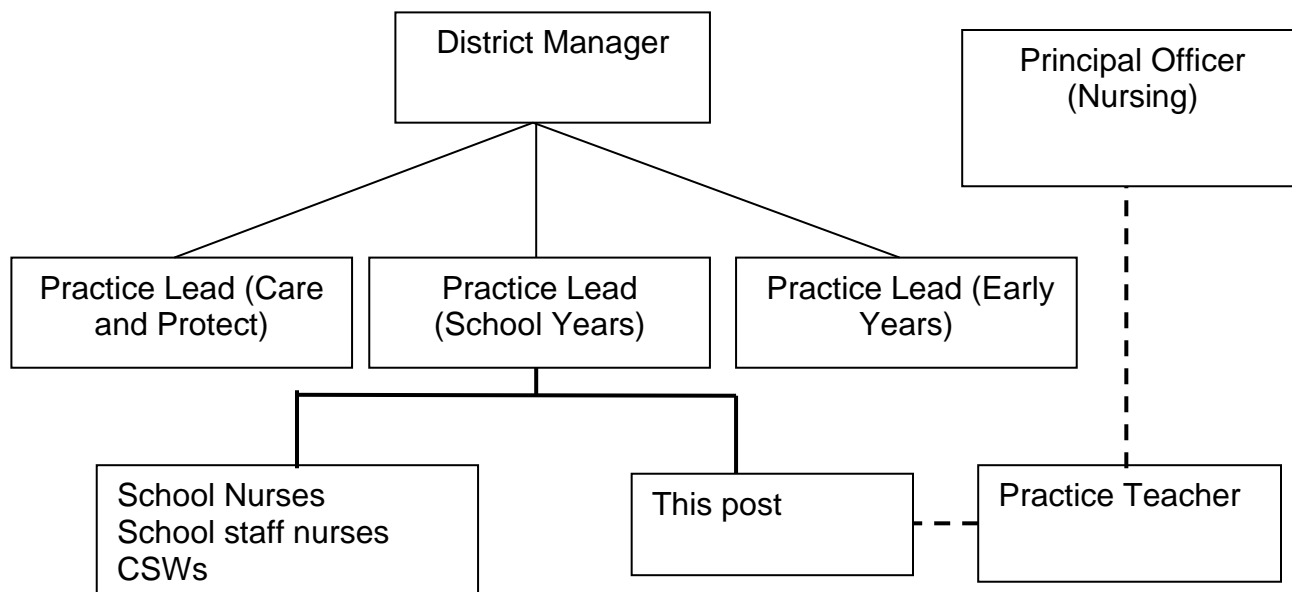 District Manager
Principal Officer
(Nursing)
Practice Lead (Care
and Protect)
Practice Lead
(School Years)
Practice Lead (Early
Years)
School Nurses
School staff nurses
CSWs
This post
Practice Teacher